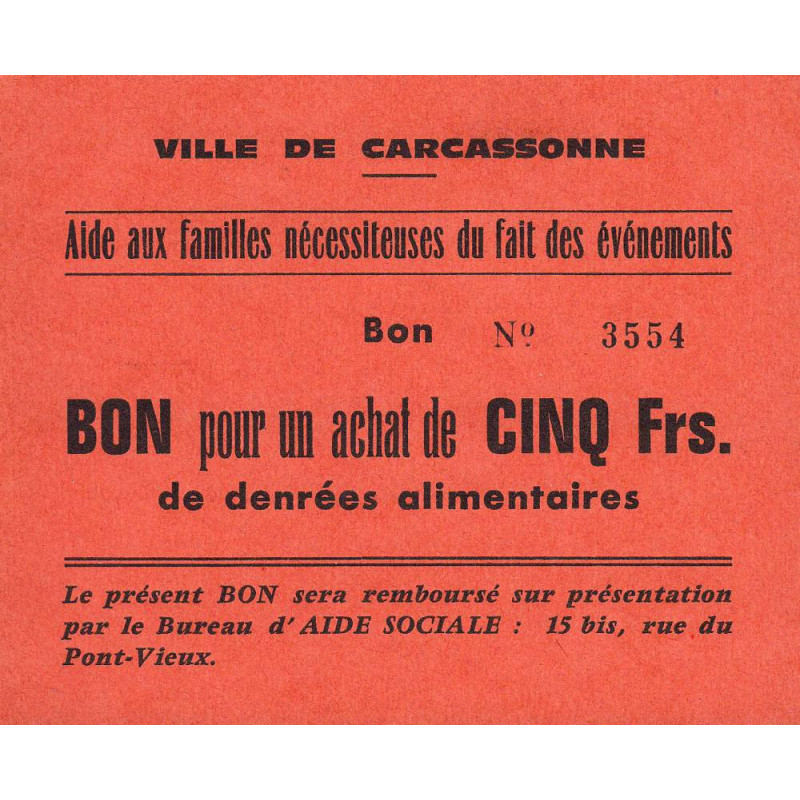 VILLE DE CARCASSONNE
Aide aux familles nécessiteuses du fait des événements
Bon Nº 3554
BON pour un achat de CINQ Frs.
de denrées alimentaires
Le présent BON sera remboursé sur présentation
par le Bureau d'AIDE SOCIALE : 15 bis, rue du
Pont-Vieux.